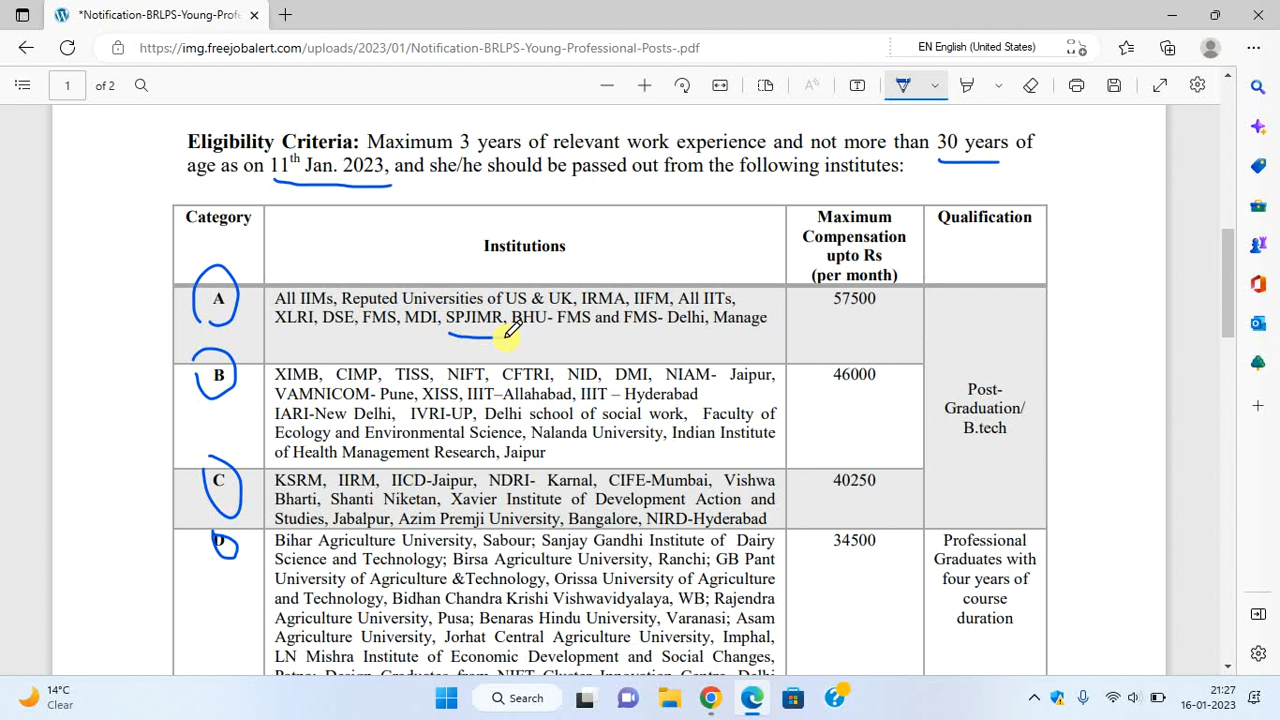 *Notification-BRLPS-Young-Profe
https://img.freejobalert.com/uploads/2023/01/Notification-BRLPS-Young-Professional-Posts-.pdf
EN English (United States)
1 of 2
Eligibility Criteria: Maximum 3 years of relevant work experience and not more than 30 years of
age as on 11th Jan. 2023, and she/he should be passed out from the following institutes:
Category
Institutions
Maximum
Compensation
upto Rs
(per month)
Qualification
A
All IIMs, Reputed Universities of US & UK, IRMA, IIFM, All IITs,
XLRI, DSE, FMS, MDI, SPJIMR, BHU- FMS and FMS- Delhi, Manage
57500
B
XIMB, CIMP, TISS, NIFT, CFTRI, NID, DMI, NIAM- Jaipur,
VAMNICOM- Pune, XISS, IIIT–Allahabad, IIIT – Hyderabad
IARI-New Delhi, IVRI-UP, Delhi school of social work, Faculty of
Ecology and Environmental Science, Nalanda University, Indian Institute
of Health Management Research, Jaipur
46000
Post-
Graduation/
B.tech
C
KSRM, IIRM, IICD-Jaipur, NDRI- Karnal, CIFE-Mumbai, Vishwa
Bharti, Shanti Niketan, Xavier Institute of Development Action and
Studies, Jabalpur, Azim Premji University, Bangalore, NIRD-Hyderabad
40250
D
Bihar Agriculture University, Sabour; Sanjay Gandhi Institute of Dairy
Science and Technology; Birsa Agriculture University, Ranchi; GB Pant
University of Agriculture &Technology, Orissa University of Agriculture
and Technology, Bidhan Chandra Krishi Vishwavidyalaya, WB; Rajendra
Agriculture University, Pusa; Benaras Hindu University, Varanasi; Asam
Agriculture University, Jorhat Central Agriculture University, Imphal,
LN Mishra Institute of Economic Development and Social Changes,
Patna; Design Graduates from NIFT Cluster Innovation Centre, Delhi
34500
Professional
Graduates with
four years of
course
duration
14°C
Clear
Search
21:27
16-01-2023